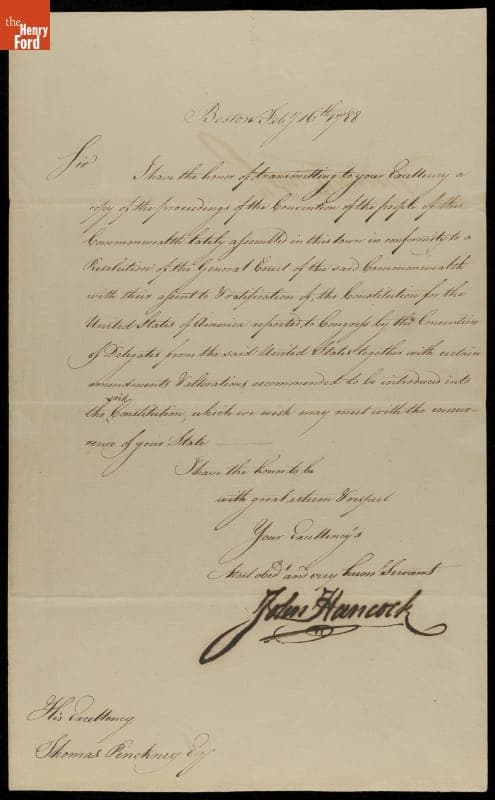 the
Henry
Ford
Boston Feby 16th 1788
Sir
I have the honor of transmitting to your Excellency a
copy of the proceedings of the Convention of the people of this
Commonwealth lately assembled in this town in conformity to a
Resolution of the General Court of the said Commonwealth
with their assent to & ratification of, the Constitution for the
United States of America reported to Congress by the Convention
of Delegates from the said United States together with certain
amendments & alterations recommended to be introduced into
the said Constitution, which we wish may meet with the concur-
rence of your State
I have the honor to be
with great esteem & respect
Your Excellency's
Most obedt and very humb Servant
John Hancock
His Excellency
Thomas Pinckney Esq